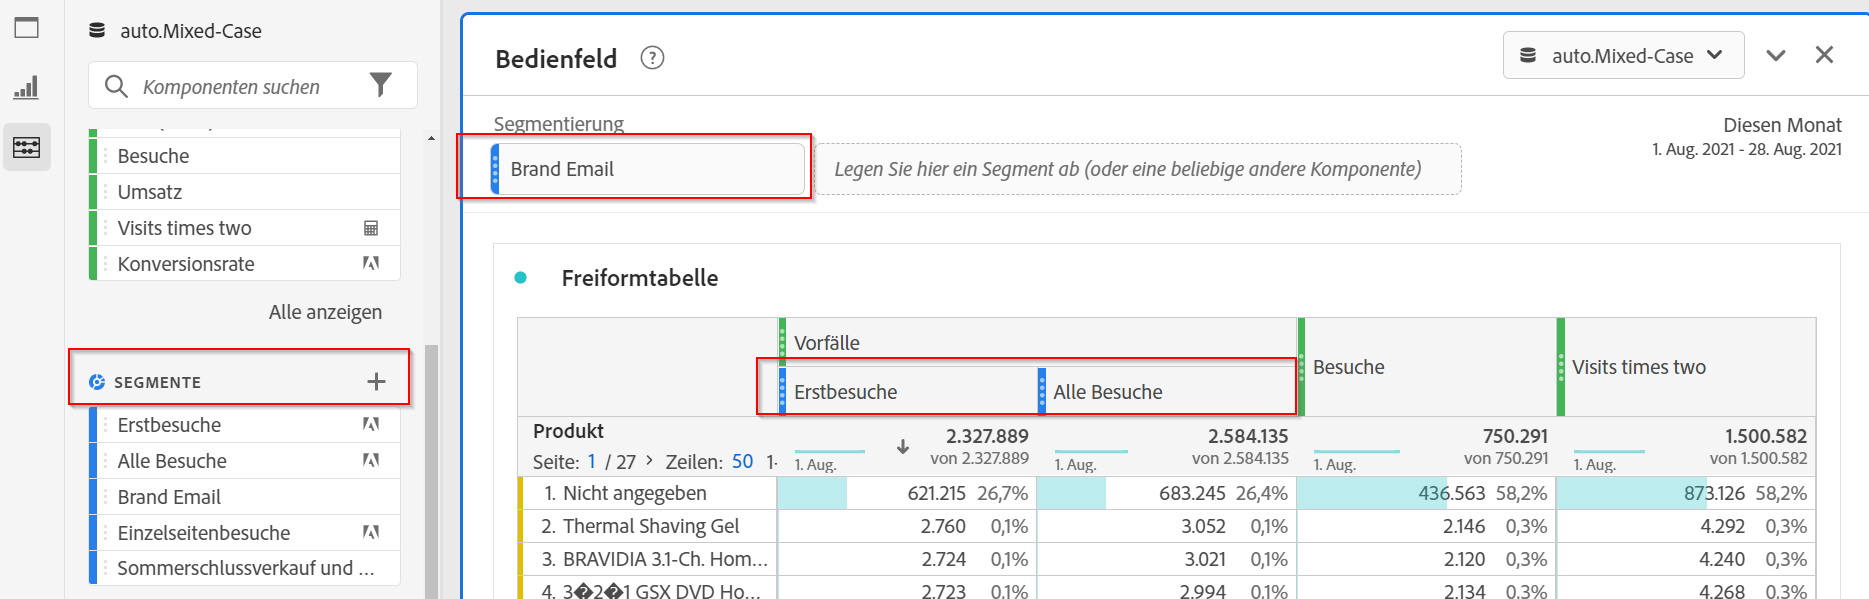 auto.Mixed-Case
Komponenten suchen
Besuche
Umsatz
Visits times two
Konversionsrate
Alle anzeigen
SEGMENTE
Erstbesuche
Alle Besuche
Brand Email
Einzelseitenbesuche
Sommerschlussverkauf und ...
Bedienfeld ?
auto.Mixed-Case
Segmentierung
Brand Email
Legen Sie hier ein Segment ab (oder eine beliebige andere Komponente)
Diesen Monat
1. Aug. 2021 - 28. Aug. 2021
Freiformtabelle
Vorfälle
Erstbesuche Alle Besuche
Besuche
Visits times two
Produkt
Seite: 1 / 27 > Zeilen: 50 1-
1. Aug. 2.327.889
von 2.327.889
1. Aug. 2.584.135
von 2.584.135
1. Aug. 750.291
von 750.291
1. Aug. 1.500.582
von 1.500.582
1. Nicht angegeben 621.215 26,7% 683.245 26,4% 436.563 58,2% 873.126 58,2%
2. Thermal Shaving Gel 2.760 0,1% 3.052 0,1% 2.146 0,3% 4.292 0,3%
3. BRAVIDIA 3.1-Ch. Hom... 2.724 0,1% 3.021 0,1% 2.120 0,3% 4.240 0,3%
4. 3�2�1 GSX DVD Ho... 2.723 0,1% 2.994 0,1% 2.134 0,3% 4.268 0,3%